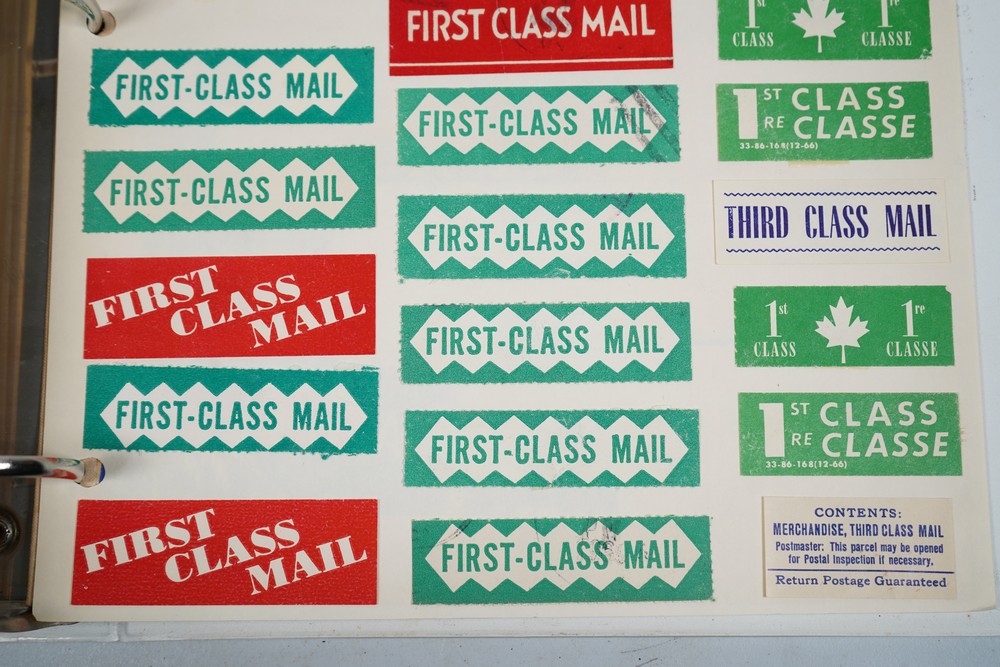 FIRST-CLASS MAIL
FIRST-CLASS MAIL
FIRST
CLASS
MAIL
FIRST-CLASS MAIL
FIRST
CLASS
MAIL
FIRST CLASS MAIL
FIRST-CLASS MAIL
FIRST-CLASS MAIL
FIRST-CLASS MAIL
FIRST-CLASS MAIL
FIRST-CLASS MAIL
1st 1re
CLASS CLASSE
1ST CLASS
RE CLASSE
33-86-168(12-66)
THIRD CLASS MAIL
1st 1re
CLASS CLASSE
1ST CLASS
RE CLASSE
33-86-168(12-66)
CONTENTS:
MERCHANDISE, THIRD CLASS MAIL
Postmaster: This parcel may be opened
for Postal Inspection if necessary.
Return Postage Guaranteed